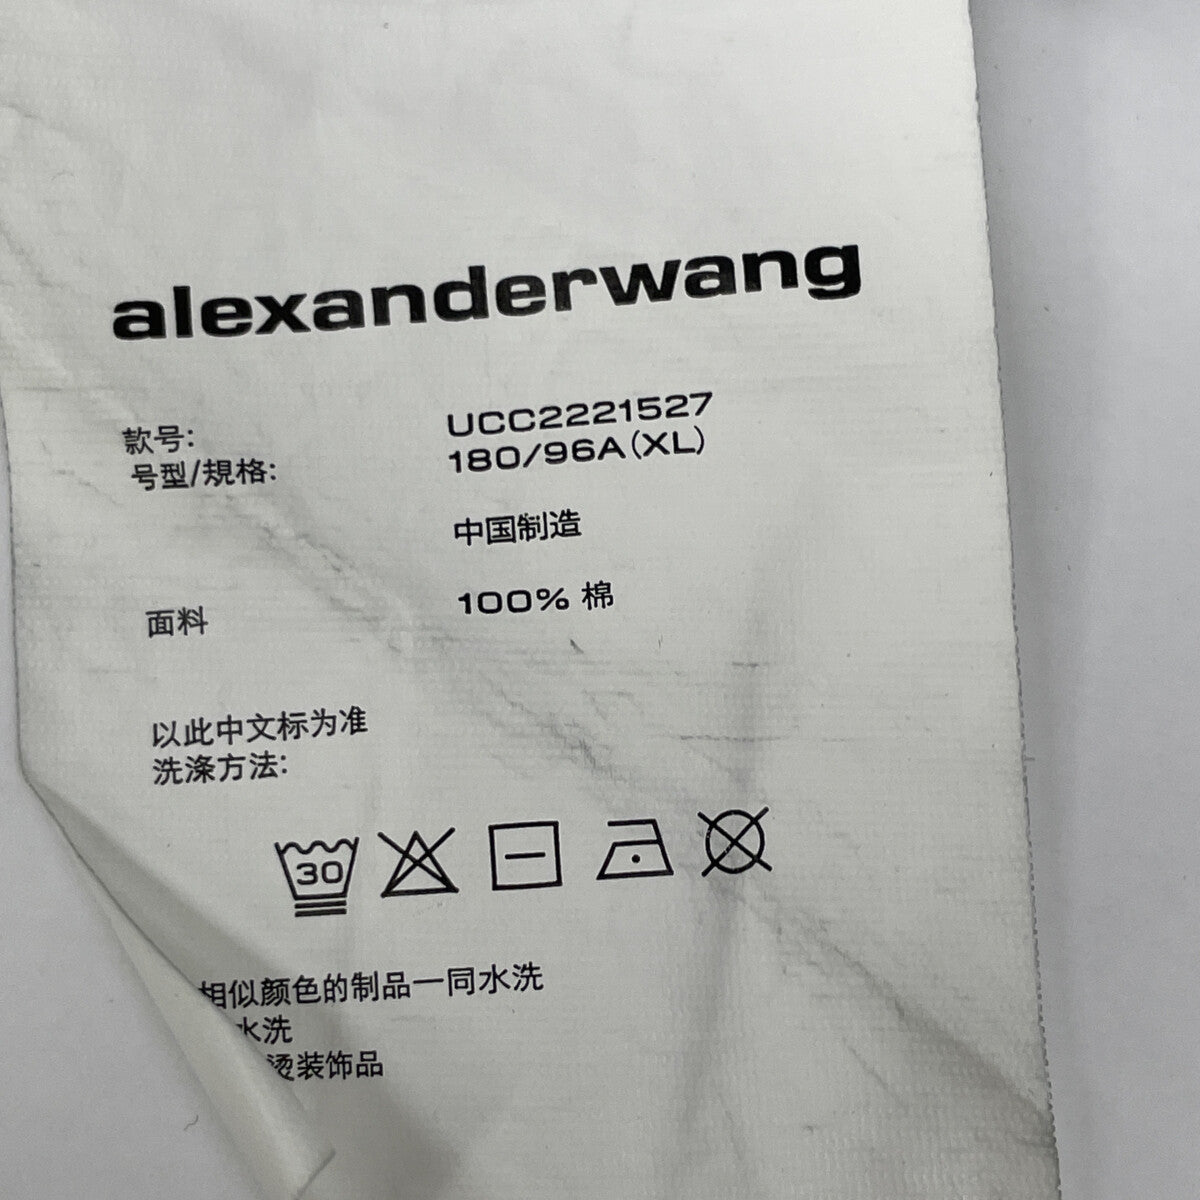 alexanderwang
款号: UCC2221527
号型/規格: 180/96A(XL)
中国制造
面料 100% 棉
以此中文标为准
洗涤方法:
30
相似颜色的制品一同水洗
水洗
烫装饰品